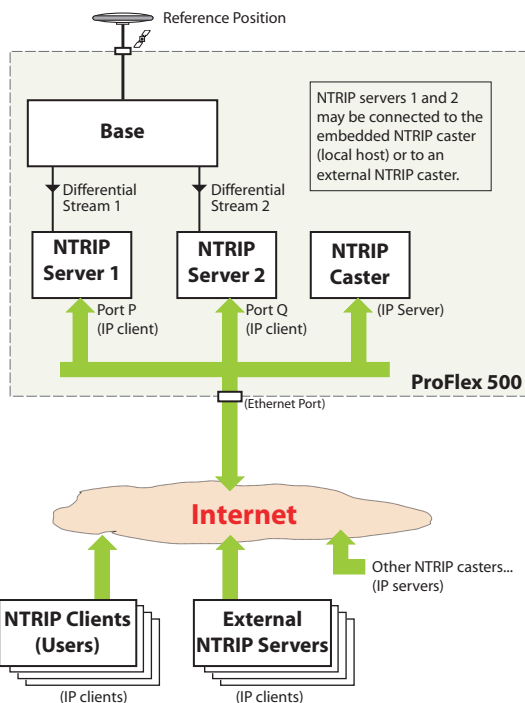 Reference Position
NTRIP servers 1 and 2
may be connected to the
embedded NTRIP caster
(local host) or to an
external NTRIP caster.
Base
Differential
Stream 1
Differential
Stream 2
NTRIP
Server 1
NTRIP
Server 2
NTRIP
Caster
Port P
(IP client)
Port Q
(IP client)
(IP Server)
ProFlex 500
(Ethernet Port)
Internet
Other NTRIP casters...
(IP servers)
NTRIP Clients
(Users)
External
NTRIP Servers
(IP clients)
(IP clients)